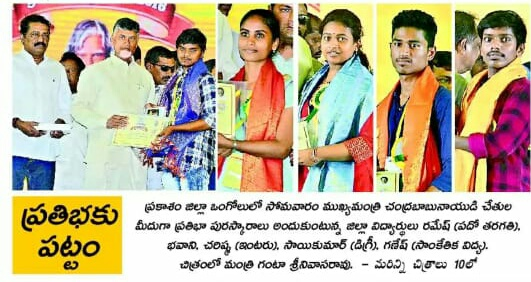 ప్రతిభకు
పట్టం
ప్రకాశం జిల్లా ఒంగోలులో సోమవారం ముఖ్యమంత్రి చంద్రబాబునాయుడి చేతుల
మీదుగా ప్రతిభా పురస్కారాలు అందుకుంటున్న జిల్లా విద్యార్థులు రమేష్ (పదో తరగతి),
భవాని, చరిష్మ (ఇంటరు), సాయికుమార్ (డిగ్రీ), గణేష్ (సాంకేతిక విద్య).
చిత్రంలో మంత్రి గంటా శ్రీనివాసరావు. - మరిన్ని చిత్రాలు 10లో